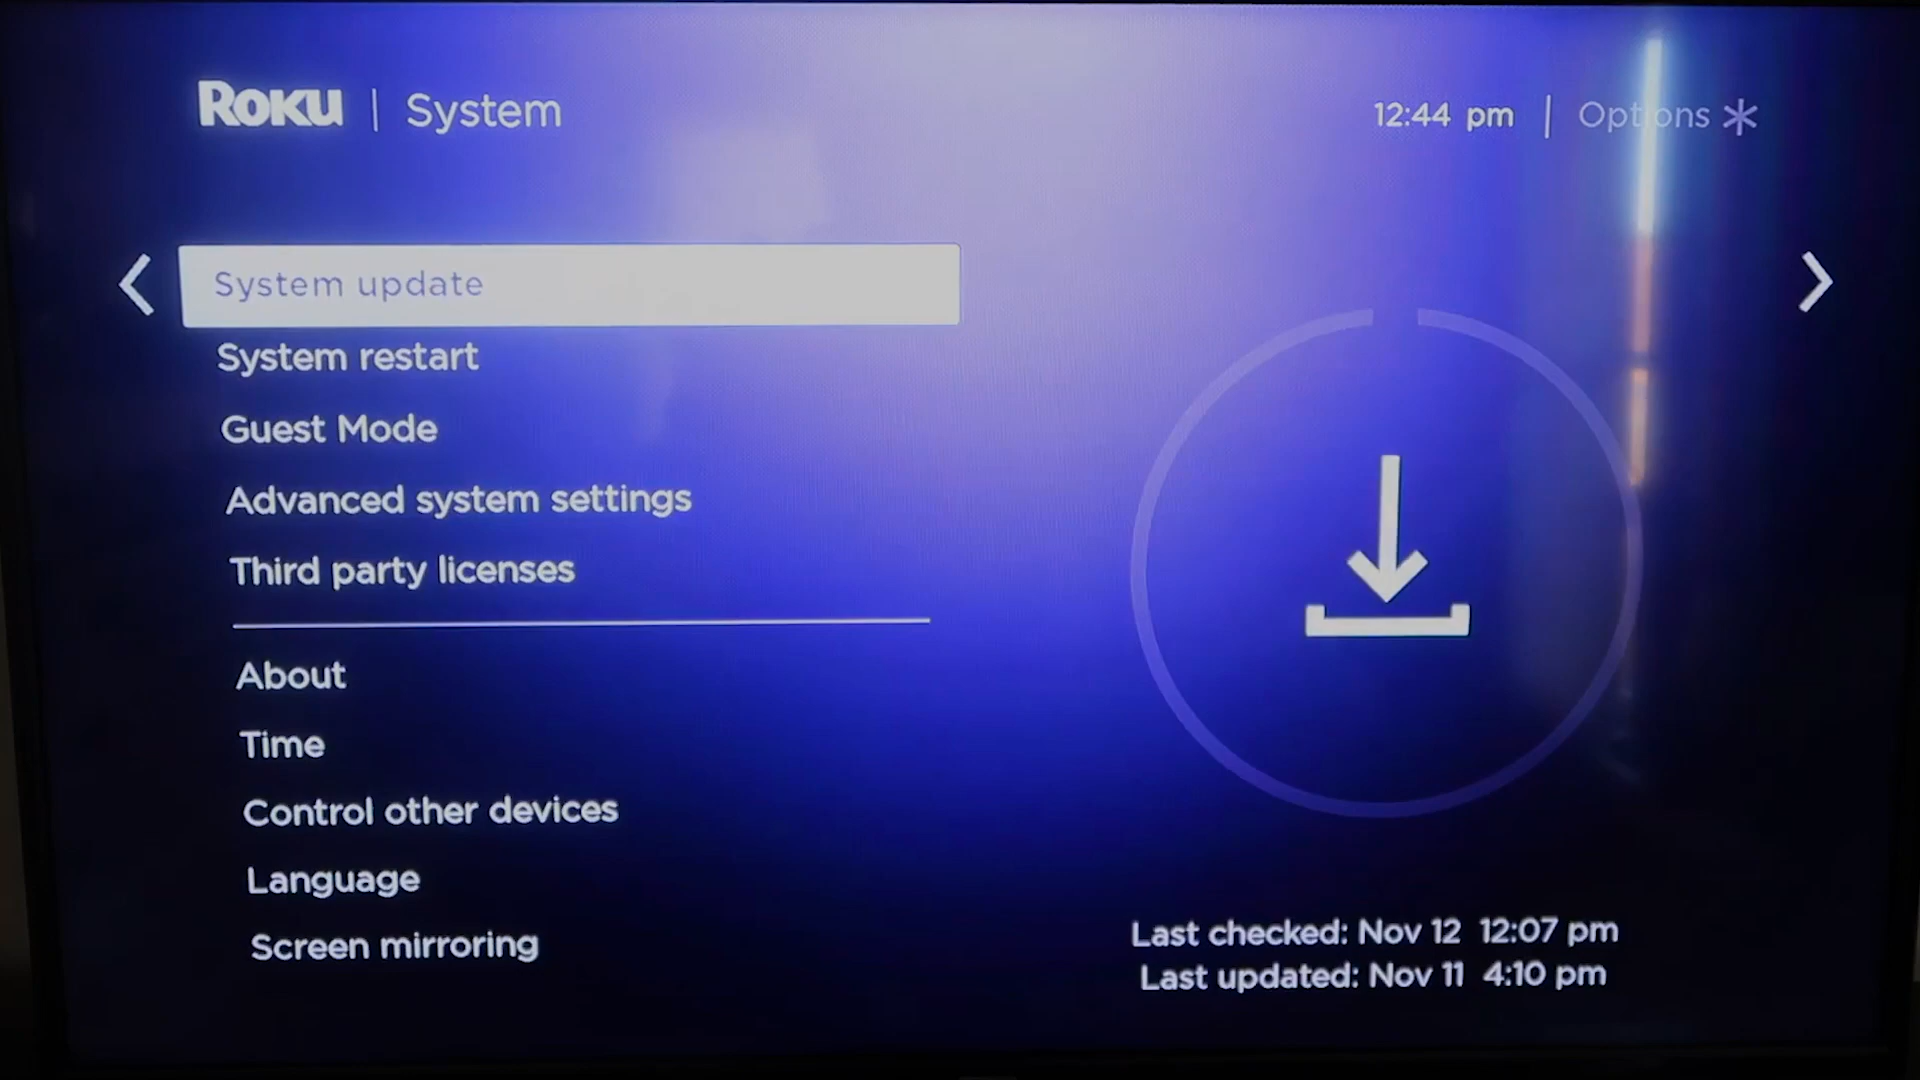 Roku | System
12:44 pm | Options *
System update
System restart
Guest Mode
Advanced system settings
Third party licenses
About
Time
Control other devices
Language
Screen mirroring
Last checked: Nov 12 12:07 pm
Last updated: Nov 11 4:10 pm